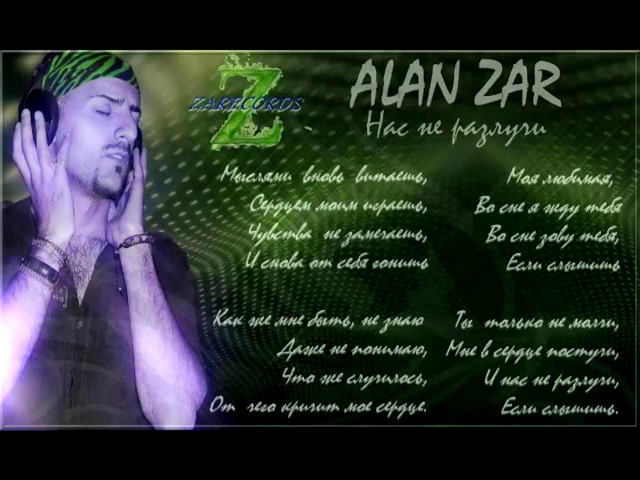 Z
ZARECORDS
ALAN ZAR
Нас не разлучи
Мыслями вновь витаешь,
Сердцем моим играешь,
Чувства не замечаешь,
И снова от себя гонишь
Как же мне быть, не знаю
Даже не понимаю,
Что же случилось,
От чего кричит мое сердце.
Моя любимая,
Во сне я жду тебя
Во сне зову тебя,
Если слышишь
Ты только не молчи,
Мне в сердце постучи,
И нас не разлучи,
Если слышишь.